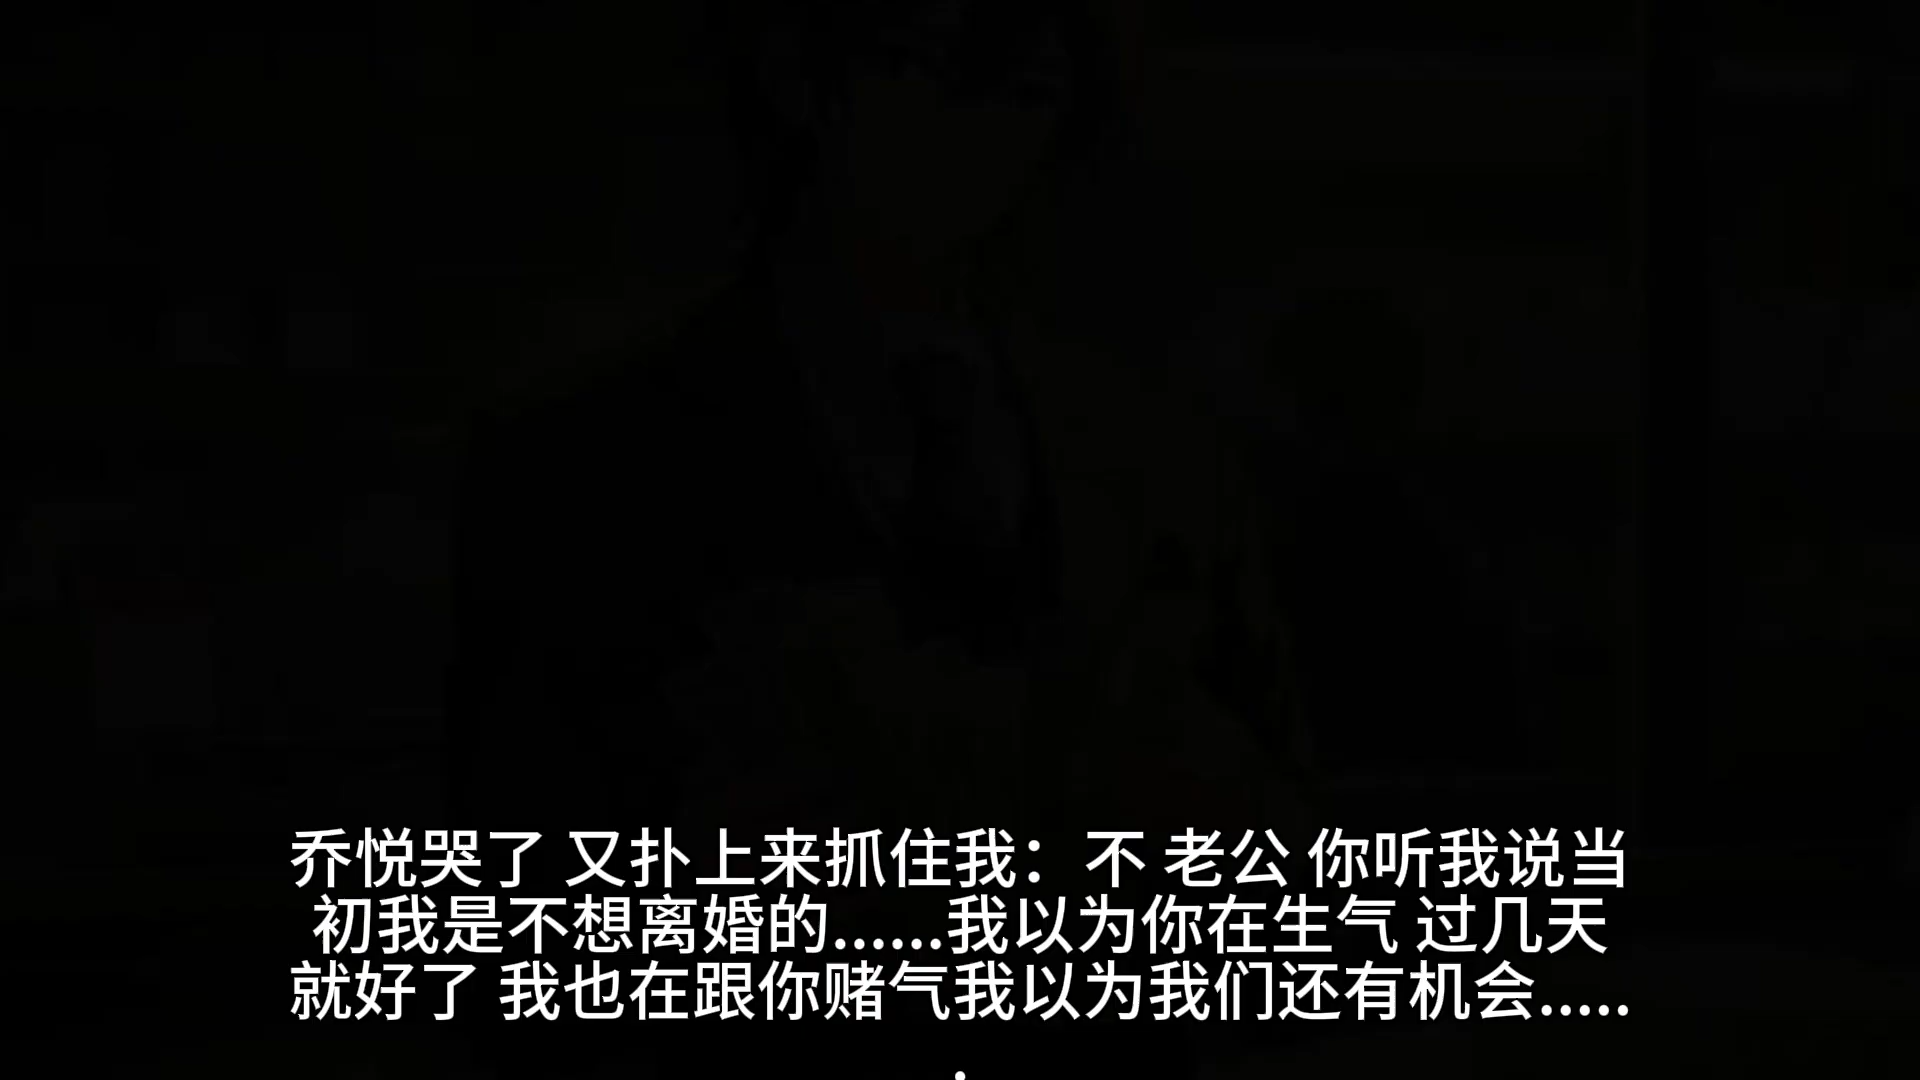 乔悦哭了 又扑上来抓住我：不 老公 你听我说当
初我是不想离婚的......我以为你在生气 过几天
就好了 我也在跟你赌气我以为我们还有机会.....
.